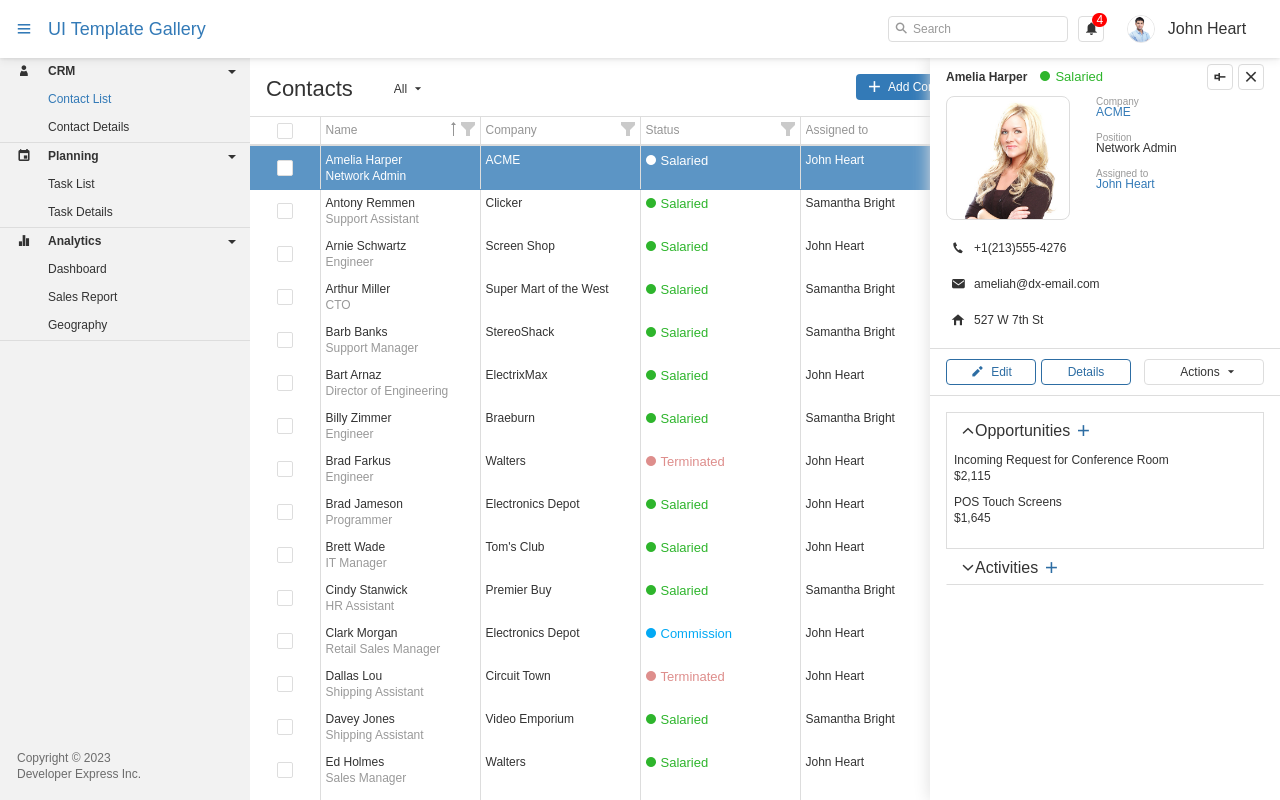 UI Template Gallery
Search
4
John Heart
CRM
Contact List
Contact Details
Planning
Task List
Task Details
Analytics
Dashboard
Sales Report
Geography
Copyright © 2023
Developer Express Inc.
Contacts
All
Add Con
Name
Company
Status
Assigned to
Amelia Harper
Network Admin
ACME
Salaried
John Heart
Antony Remmen
Support Assistant
Clicker
Salaried
Samantha Bright
Arnie Schwartz
Engineer
Screen Shop
Salaried
John Heart
Arthur Miller
CTO
Super Mart of the West
Salaried
Samantha Bright
Barb Banks
Support Manager
StereoShack
Salaried
Samantha Bright
Bart Arnaz
Director of Engineering
ElectrixMax
Salaried
John Heart
Billy Zimmer
Engineer
Braeburn
Salaried
Samantha Bright
Brad Farkus
Engineer
Walters
Terminated
John Heart
Brad Jameson
Programmer
Electronics Depot
Salaried
John Heart
Brett Wade
IT Manager
Tom's Club
Salaried
John Heart
Cindy Stanwick
HR Assistant
Premier Buy
Salaried
Samantha Bright
Clark Morgan
Retail Sales Manager
Electronics Depot
Commission
John Heart
Dallas Lou
Shipping Assistant
Circuit Town
Terminated
John Heart
Davey Jones
Shipping Assistant
Video Emporium
Salaried
Samantha Bright
Ed Holmes
Sales Manager
Walters
Salaried
John Heart
Amelia Harper
Salaried
Company
ACME
Position
Network Admin
Assigned to
John Heart
+1(213)555-4276
ameliah@dx-email.com
527 W 7th St
Edit
Details
Actions
Opportunities
Incoming Request for Conference Room
$2,115
POS Touch Screens
$1,645
Activities